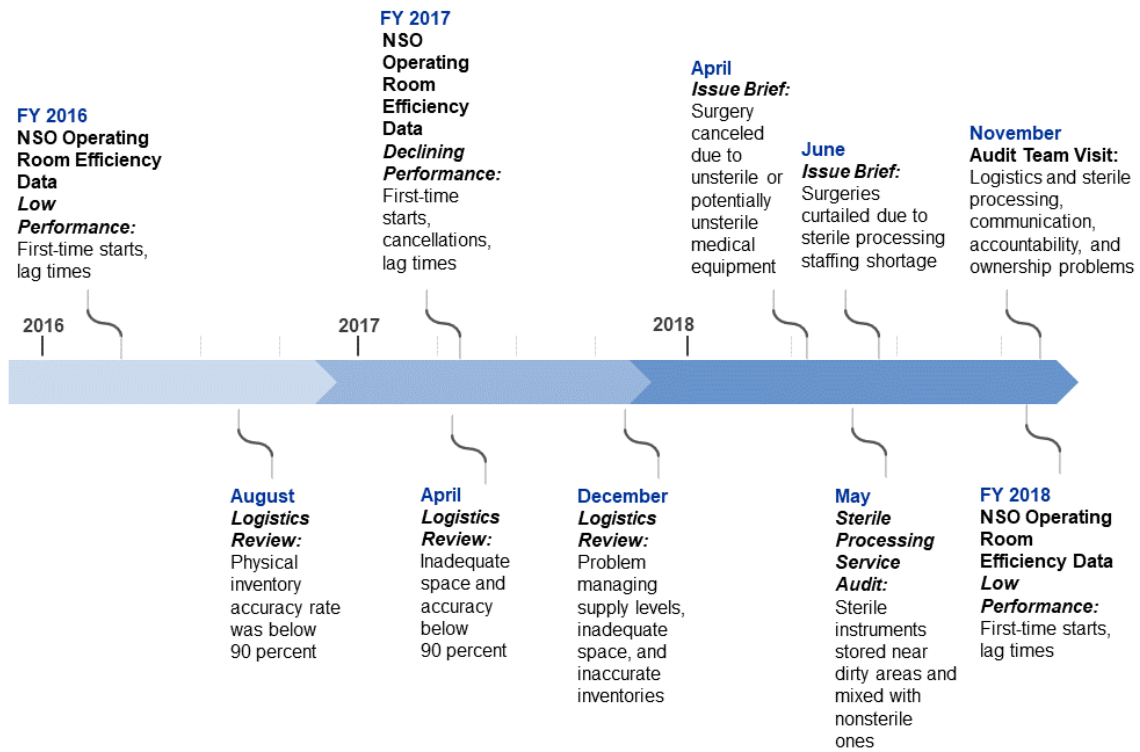 FY 2016
NSO Operating
Room Efficiency
Data
Low
Performance:
First-time starts,
lag times
FY 2017
NSO
Operating
Room
Efficiency
Data
Declining
Performance:
First-time
starts,
cancellations,
lag times
April
Issue Brief:
Surgery
canceled
due to
unsterile or
potentially
unsterile
medical
equipment
June
Issue Brief:
Surgeries
curtailed due to
sterile processing
staffing shortage
November
Audit Team Visit:
Logistics and sterile
processing,
communication,
accountability, and
ownership problems
2016
2017
2018
August
Logistics
Review:
Physical
inventory
accuracy rate
was below
90 percent
April
Logistics
Review:
Inadequate
space and
accuracy
below
90 percent
December
Logistics
Review:
Problem
managing
supply levels,
inadequate
space, and
inaccurate
inventories
May
Sterile
Processing
Service
Audit:
Sterile
instruments
stored near
dirty areas and
mixed with
nonsterile
ones
FY 2018
NSO Operating
Room
Efficiency Data
Low
Performance:
First-time starts,
lag times